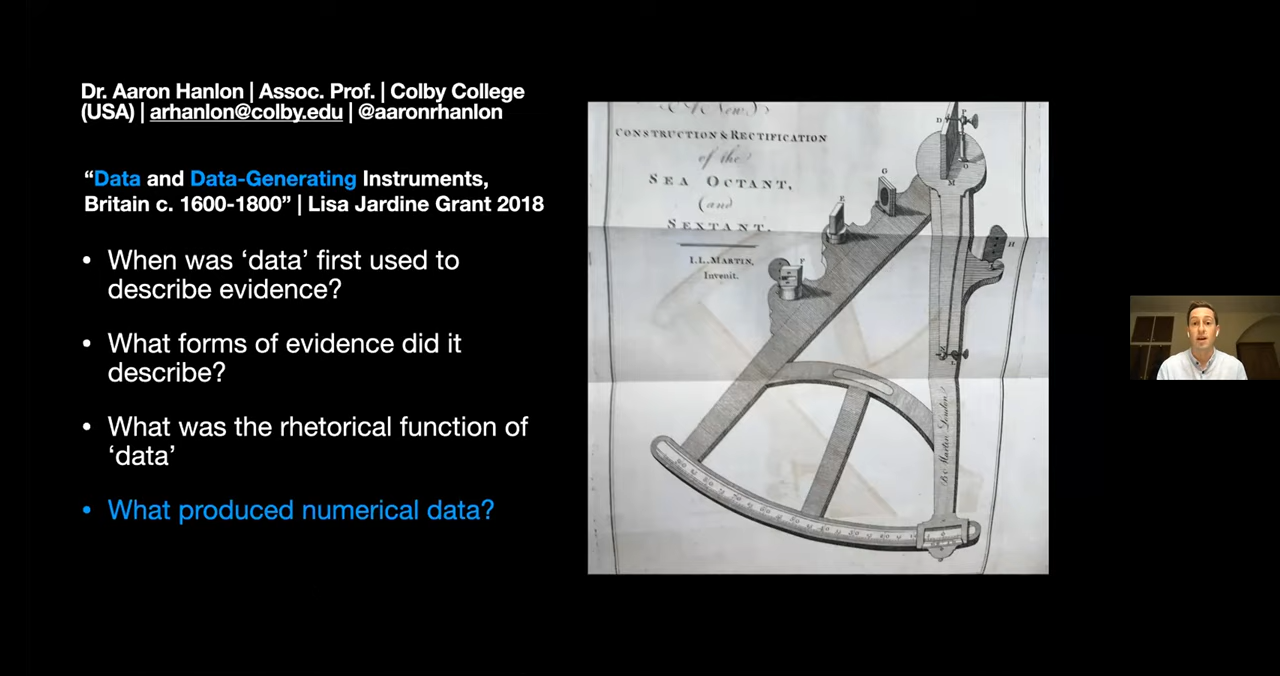 Dr. Aaron Hanlon | Assoc. Prof. | Colby College
(USA) | arhanlon@colby.edu | @aaronrhanlon
“Data and Data-Generating Instruments,
Britain c. 1600-1800” | Lisa Jardine Grant 2018
• When was ‘data’ first used to
describe evidence?
• What forms of evidence did it
describe?
• What was the rhetorical function of
‘data’
• What produced numerical data?
A New
CONSTRUCTION & RECTIFICATION
of the
SEA OCTANT,
(and
SEXTANT.
I.L. MARTIN,
Invenit.
D
P
O
M
G
E
F
H
L
B. Martin London